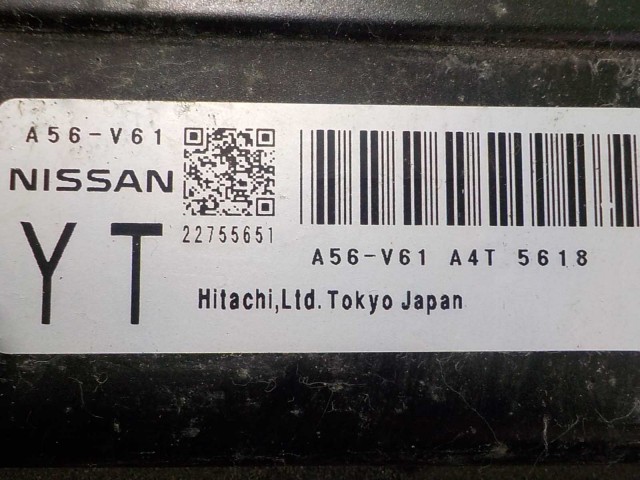 A56-V61
NISSAN
YT
22755651
A56-V61 A4T 5618
Hitachi,Ltd. Tokyo Japan